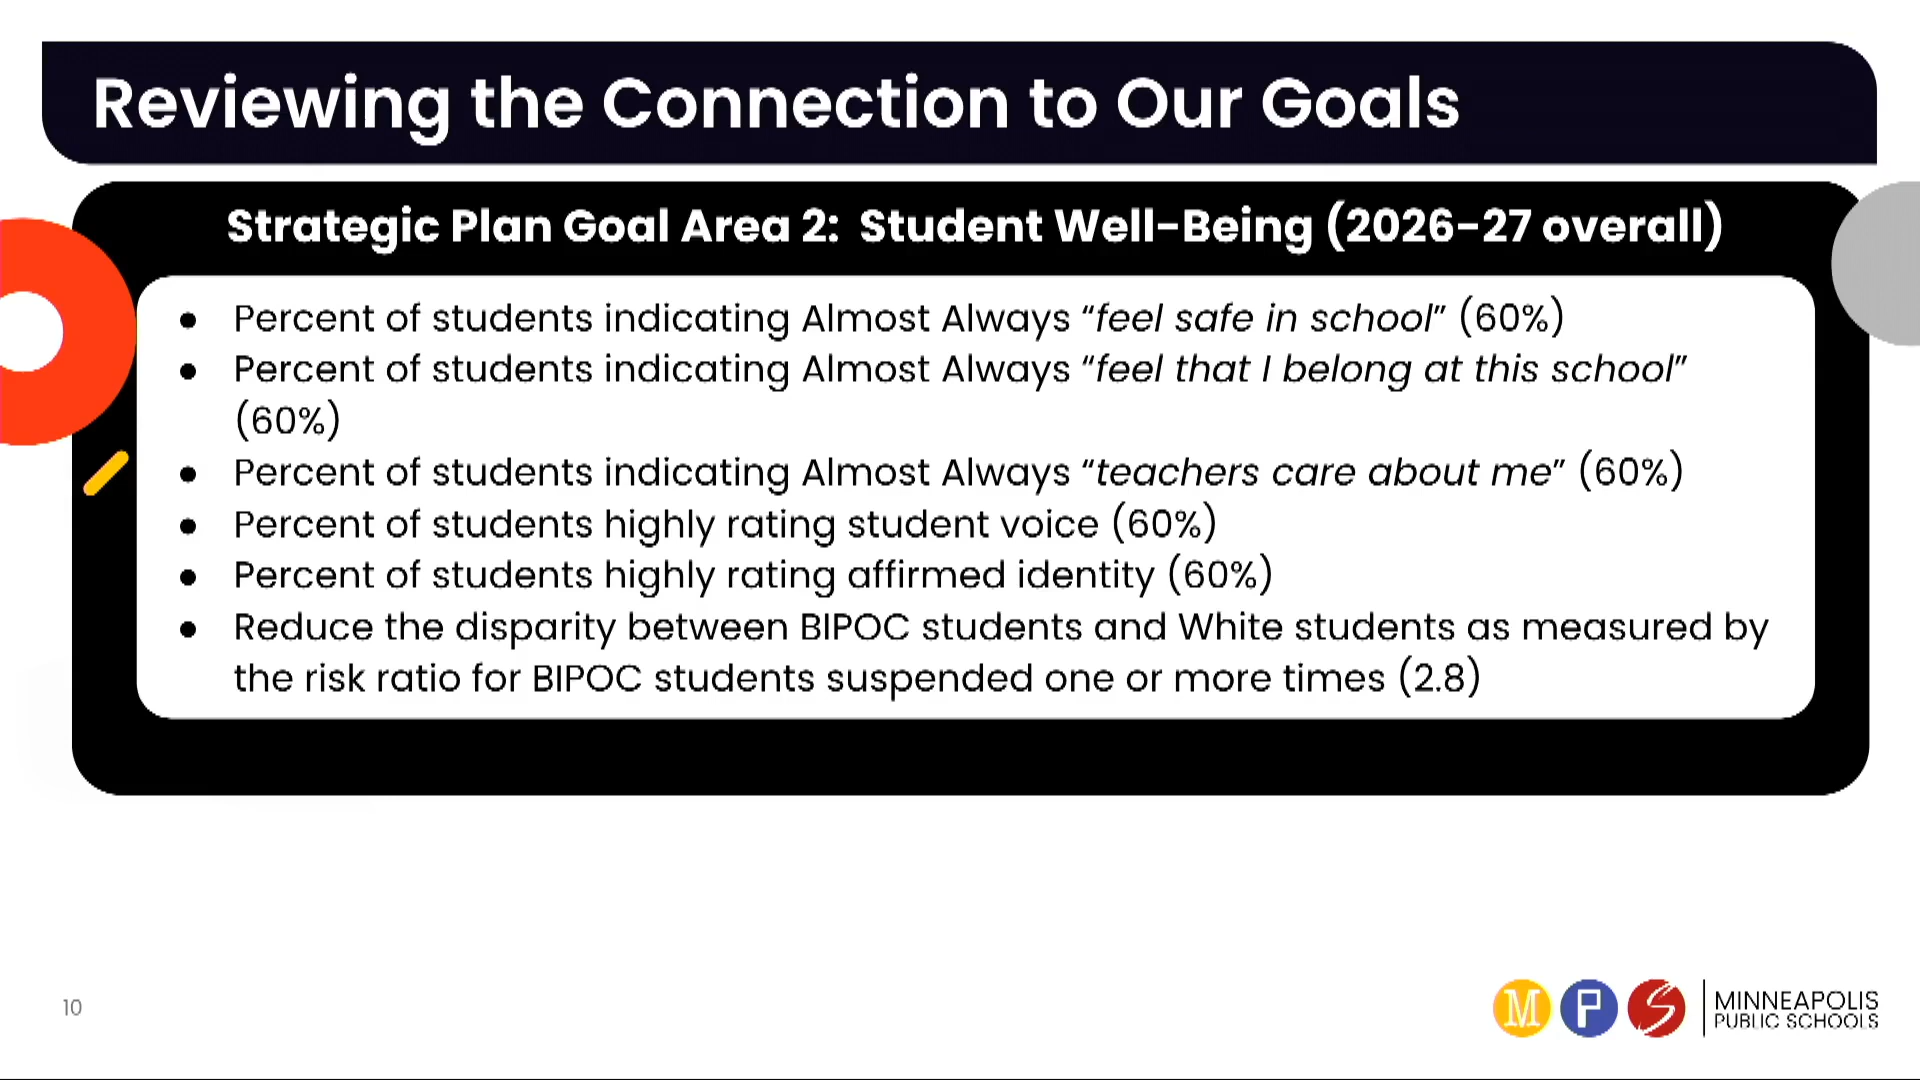 Reviewing the Connection to Our Goals
Strategic Plan Goal Area 2: Student Well-Being (2026-27 overall)
● Percent of students indicating Almost Always “feel safe in school” (60%)
● Percent of students indicating Almost Always “feel that I belong at this school”
(60%)
● Percent of students indicating Almost Always “teachers care about me” (60%)
● Percent of students highly rating student voice (60%)
● Percent of students highly rating affirmed identity (60%)
● Reduce the disparity between BIPOC students and White students as measured by
the risk ratio for BIPOC students suspended one or more times (2.8)
10
M P S
MINNEAPOLIS
PUBLIC SCHOOLS